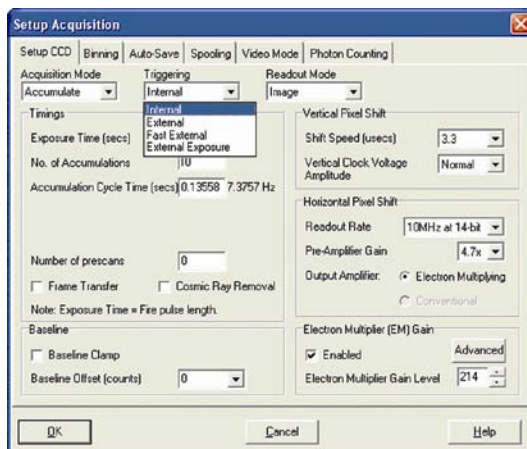 Setup Acquisition
Setup CCD Binning Auto-Save Spooling Video Mode Photon Counting
Acquisition Mode Triggering Readout Mode
Accumulate Internal Image
Internal
External
Fast External
External Exposure
Timings
Exposure Time (secs)
No. of Accumulations 10
Accumulation Cycle Time (secs) 0.13558 7.3757 Hz
Number of prescans 0
Frame Transfer Cosmic Ray Removal
Note: Exposure Time = Fire pulse length.
Baseline
Baseline Clamp
Baseline Offset (counts) 0
Vertical Pixel Shift
Shift Speed (usecs) 3.3
Vertical Clock Voltage
Amplitude Normal
Horizontal Pixel Shift
Readout Rate 10MHz at 14-bit
Pre-Amplifier Gain 4.7x
Output Amplifier: Electron Multiplying
Conventional
Electron Multiplier (EM) Gain
Enabled Advanced
Electron Multiplier Gain Level 214
OK Cancel Help